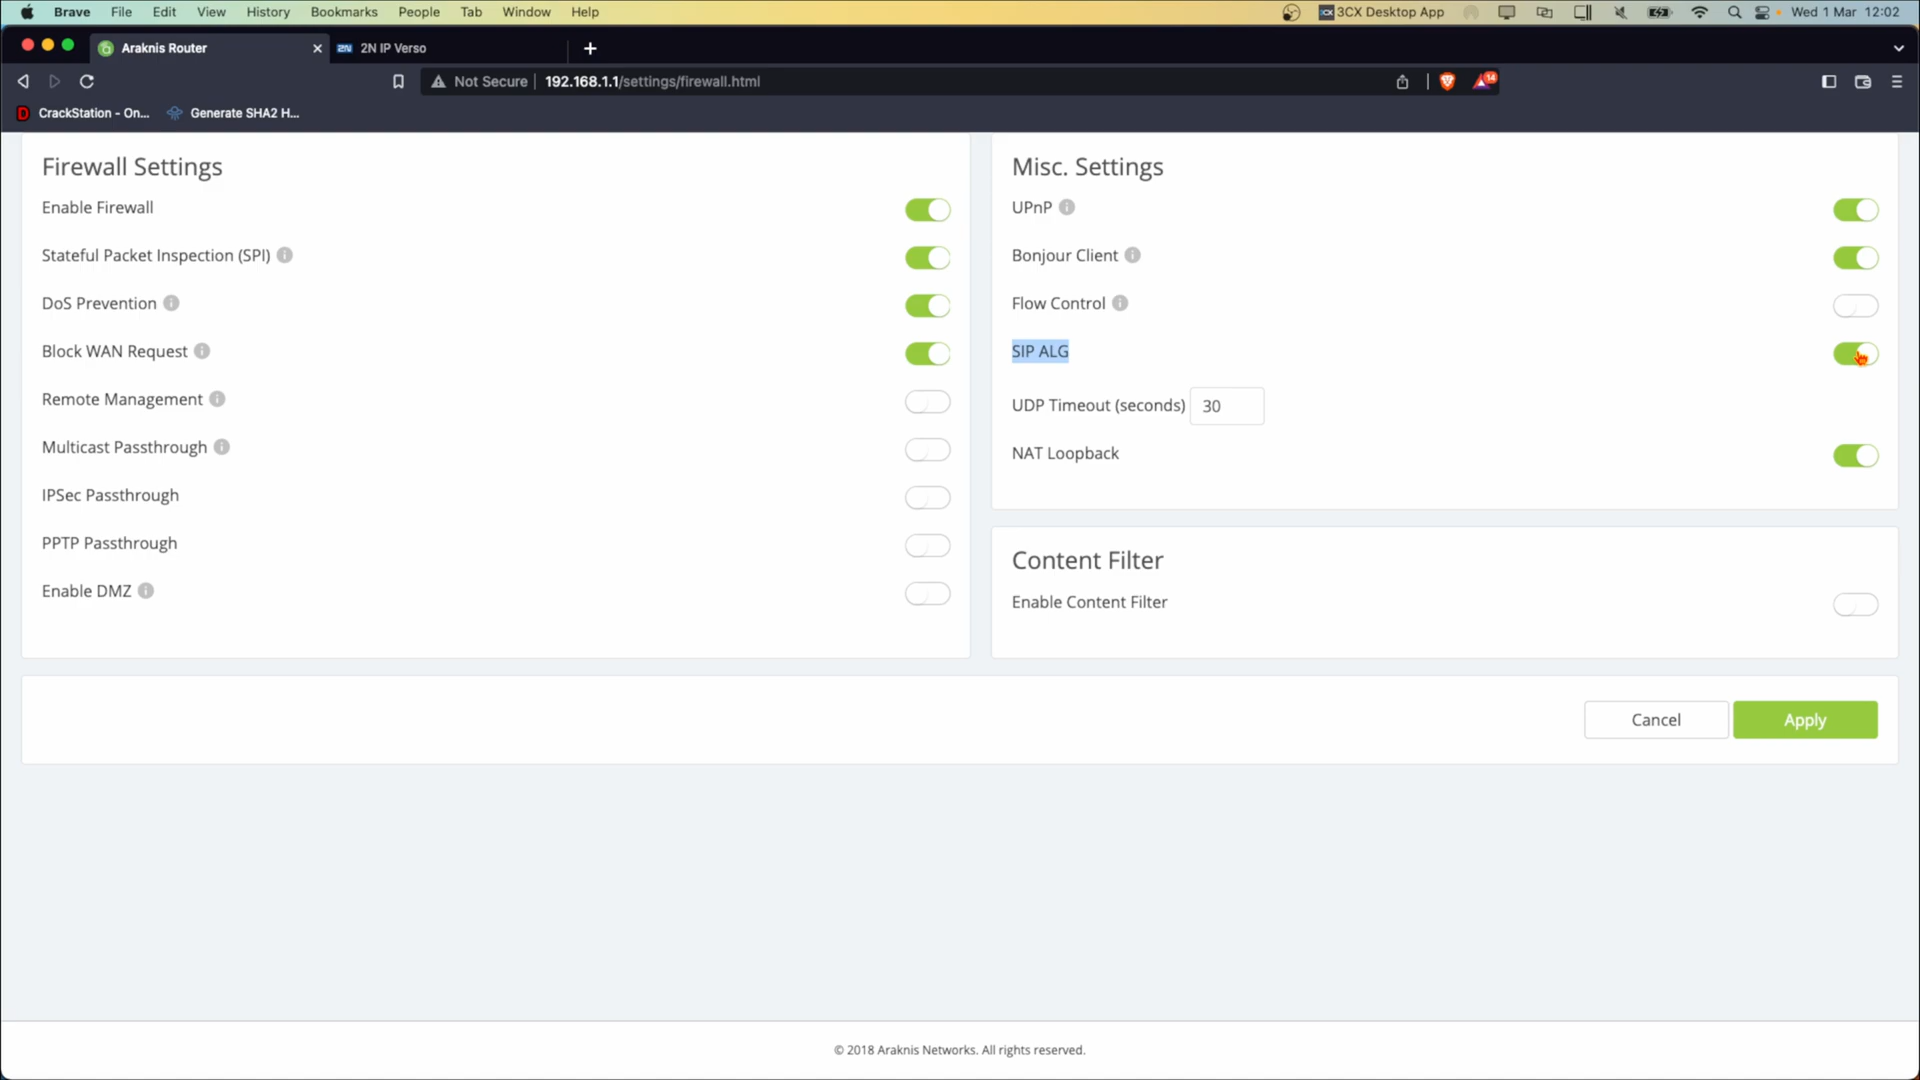 Brave File Edit View History Bookmarks People Tab Window Help 3CX 3CX Desktop App Wed 1 Mar 12:02
Araknis Router 2N 2N IP Verso
Not Secure 192.168.1.1/settings/firewall.html 14
D CrackStation - On... Generate SHA2 H...
Firewall Settings
Enable Firewall
Stateful Packet Inspection (SPI)
DoS Prevention
Block WAN Request
Remote Management
Multicast Passthrough
IPSec Passthrough
PPTP Passthrough
Enable DMZ
Misc. Settings
UPnP
Bonjour Client
Flow Control
SIP ALG
UDP Timeout (seconds) 30
NAT Loopback
Content Filter
Enable Content Filter
Cancel Apply
© 2018 Araknis Networks. All rights reserved.